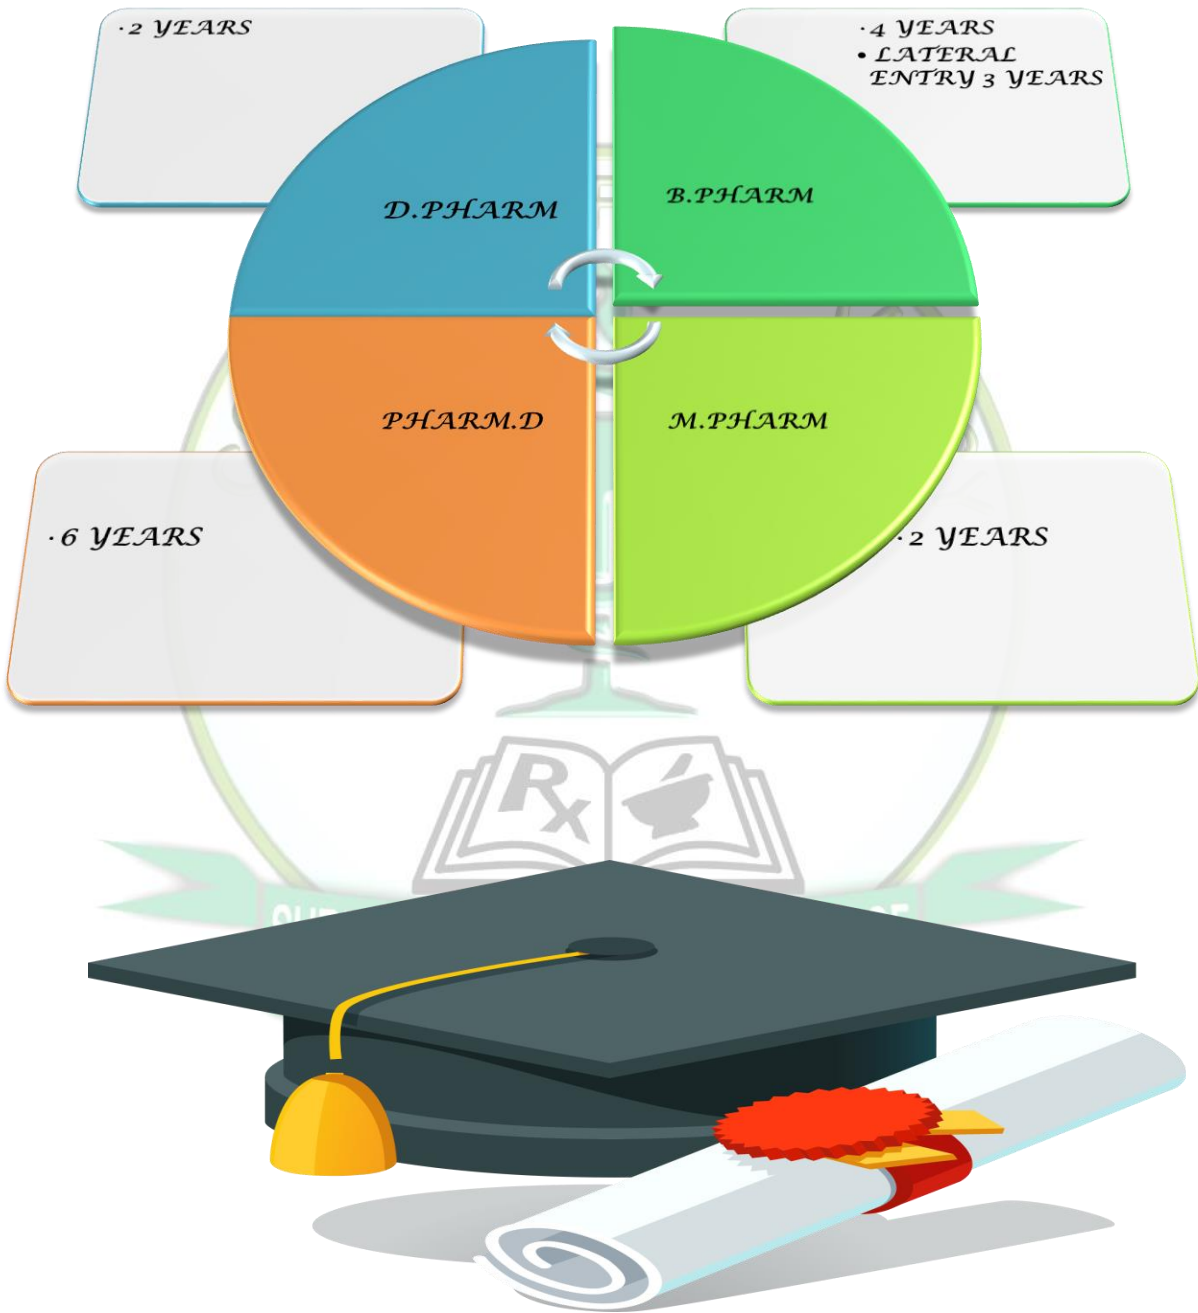 ·2 YEARS
·4 YEARS
• LATERAL
ENTRY 3 YEARS
D.PHARM
B.PHARM
PHARM.D
M.PHARM
·6 YEARS
·2 YEARS
Rx